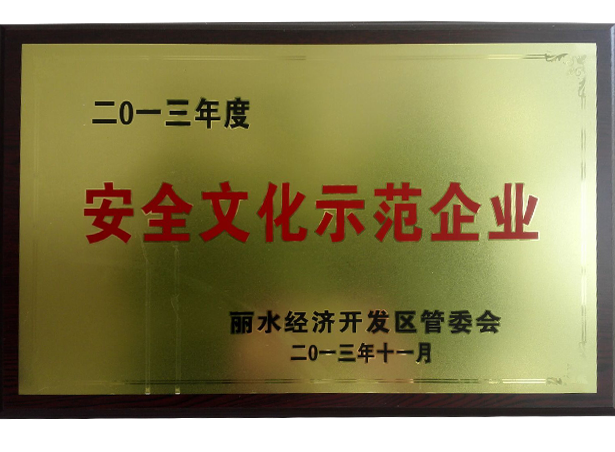 二0一三年度
安全文化示范企业
丽水经济开发区管委会
二0一三年十一月